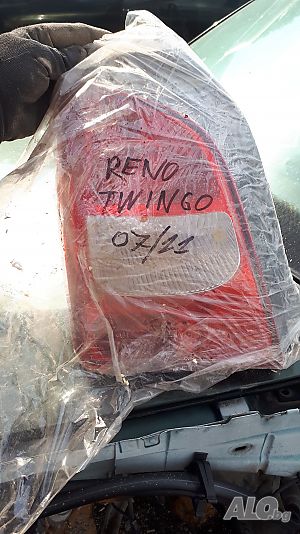 RENO
TWINGO
07/11
ALO.bg